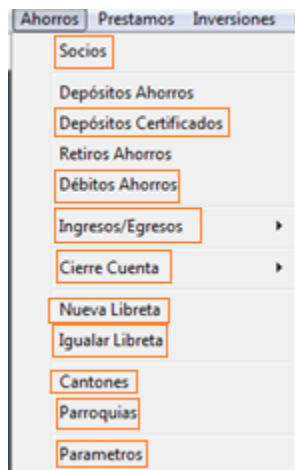 Ahorros Prestamos Inversiones
Socios
Depósitos Ahorros
Depósitos Certificados
Retiros Ahorros
Débitos Ahorros
Ingresos/Egresos
Cierre Cuenta
Nueva Libreta
Igualar Libreta
Cantones
Parroquias
Parametros